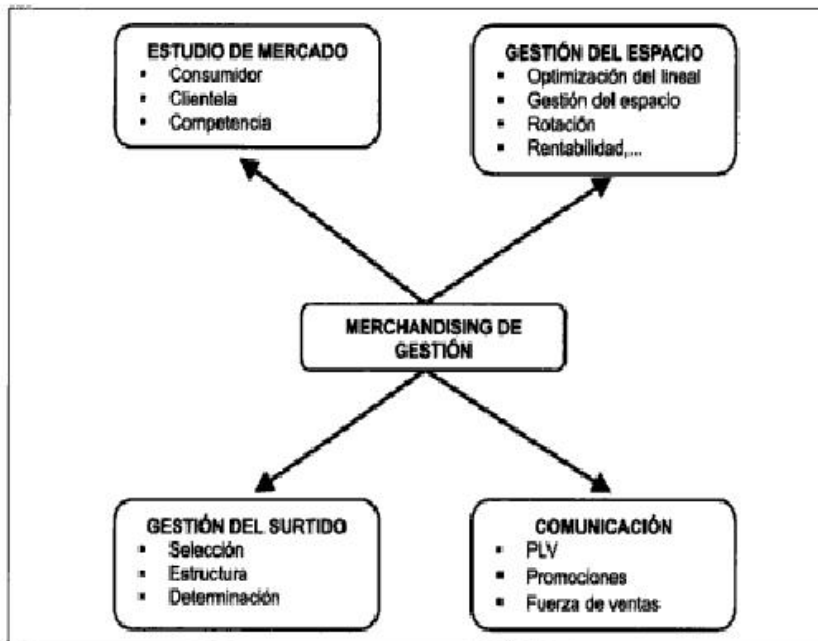 ESTUDIO DE MERCADO
▪ Consumidor
▪ Clientela
▪ Competencia
GESTIÓN DEL ESPACIO
▪ Optimización del lineal
▪ Gestión del espacio
▪ Rotación
▪ Rentabilidad,...
MERCHANDISING DE
GESTIÓN
GESTIÓN DEL SURTIDO
▪ Selección
▪ Estructura
▪ Determinación
COMUNICACIÓN
▪ PLV
▪ Promociones
▪ Fuerza de ventas